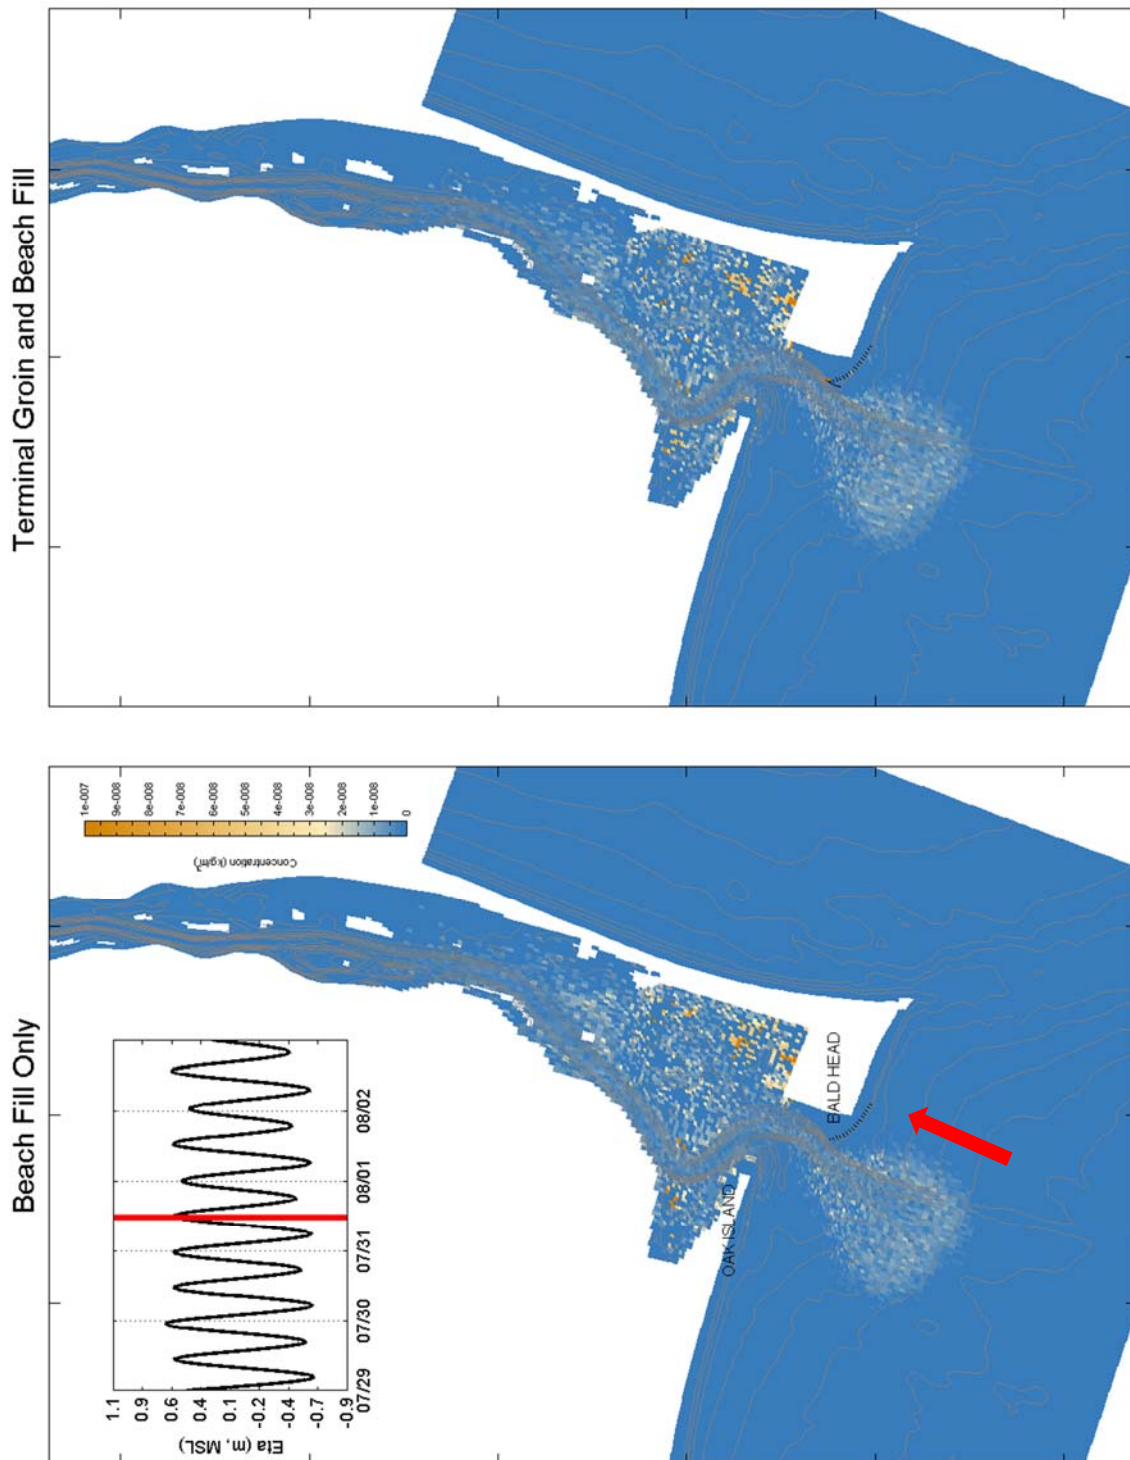 Terminal Groin and Beach Fill
Beach Fill Only
1e-007
9e-008
8e-008
7e-008
6e-008
5e-008
4e-008
3e-008
2e-008
1e-008
0
Concentration (kg/m³)
1.1
0.9
0.6
0.4
0.1
-0.2
-0.4
-0.7
-0.9
Eta (m, MSL)
07/29
07/30
07/31
08/01
08/02
OAK ISLAND
BALD HEAD